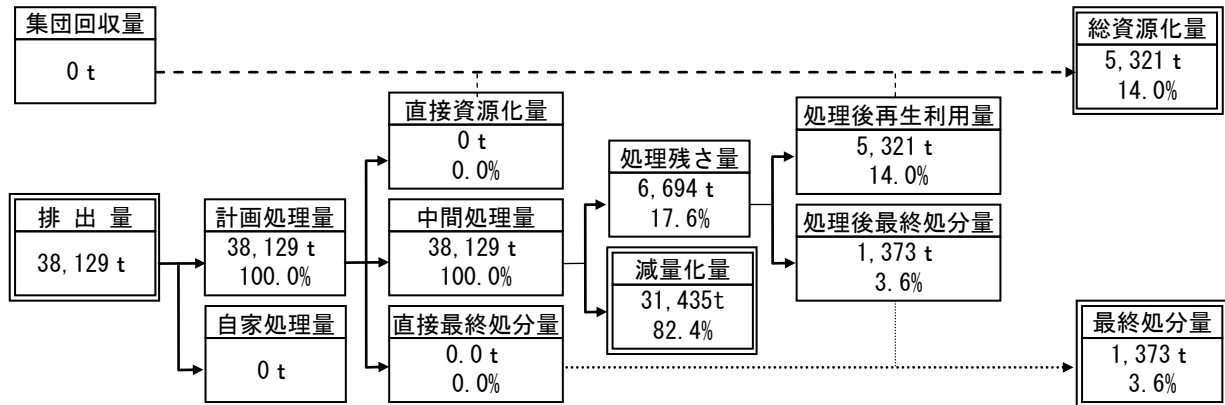 集団回収量
0 t
総資源化量
5,321 t
14.0%
直接資源化量
0 t
0.0%
処理後再生利用量
5,321 t
14.0%
処理残さ量
6,694 t
17.6%
排 出 量
38,129 t
計画処理量
38,129 t
100.0%
中間処理量
38,129 t
100.0%
処理後最終処分量
1,373 t
3.6%
減量化量
31,435t
82.4%
自家処理量
0 t
直接最終処分量
0.0 t
0.0%
最終処分量
1,373 t
3.6%